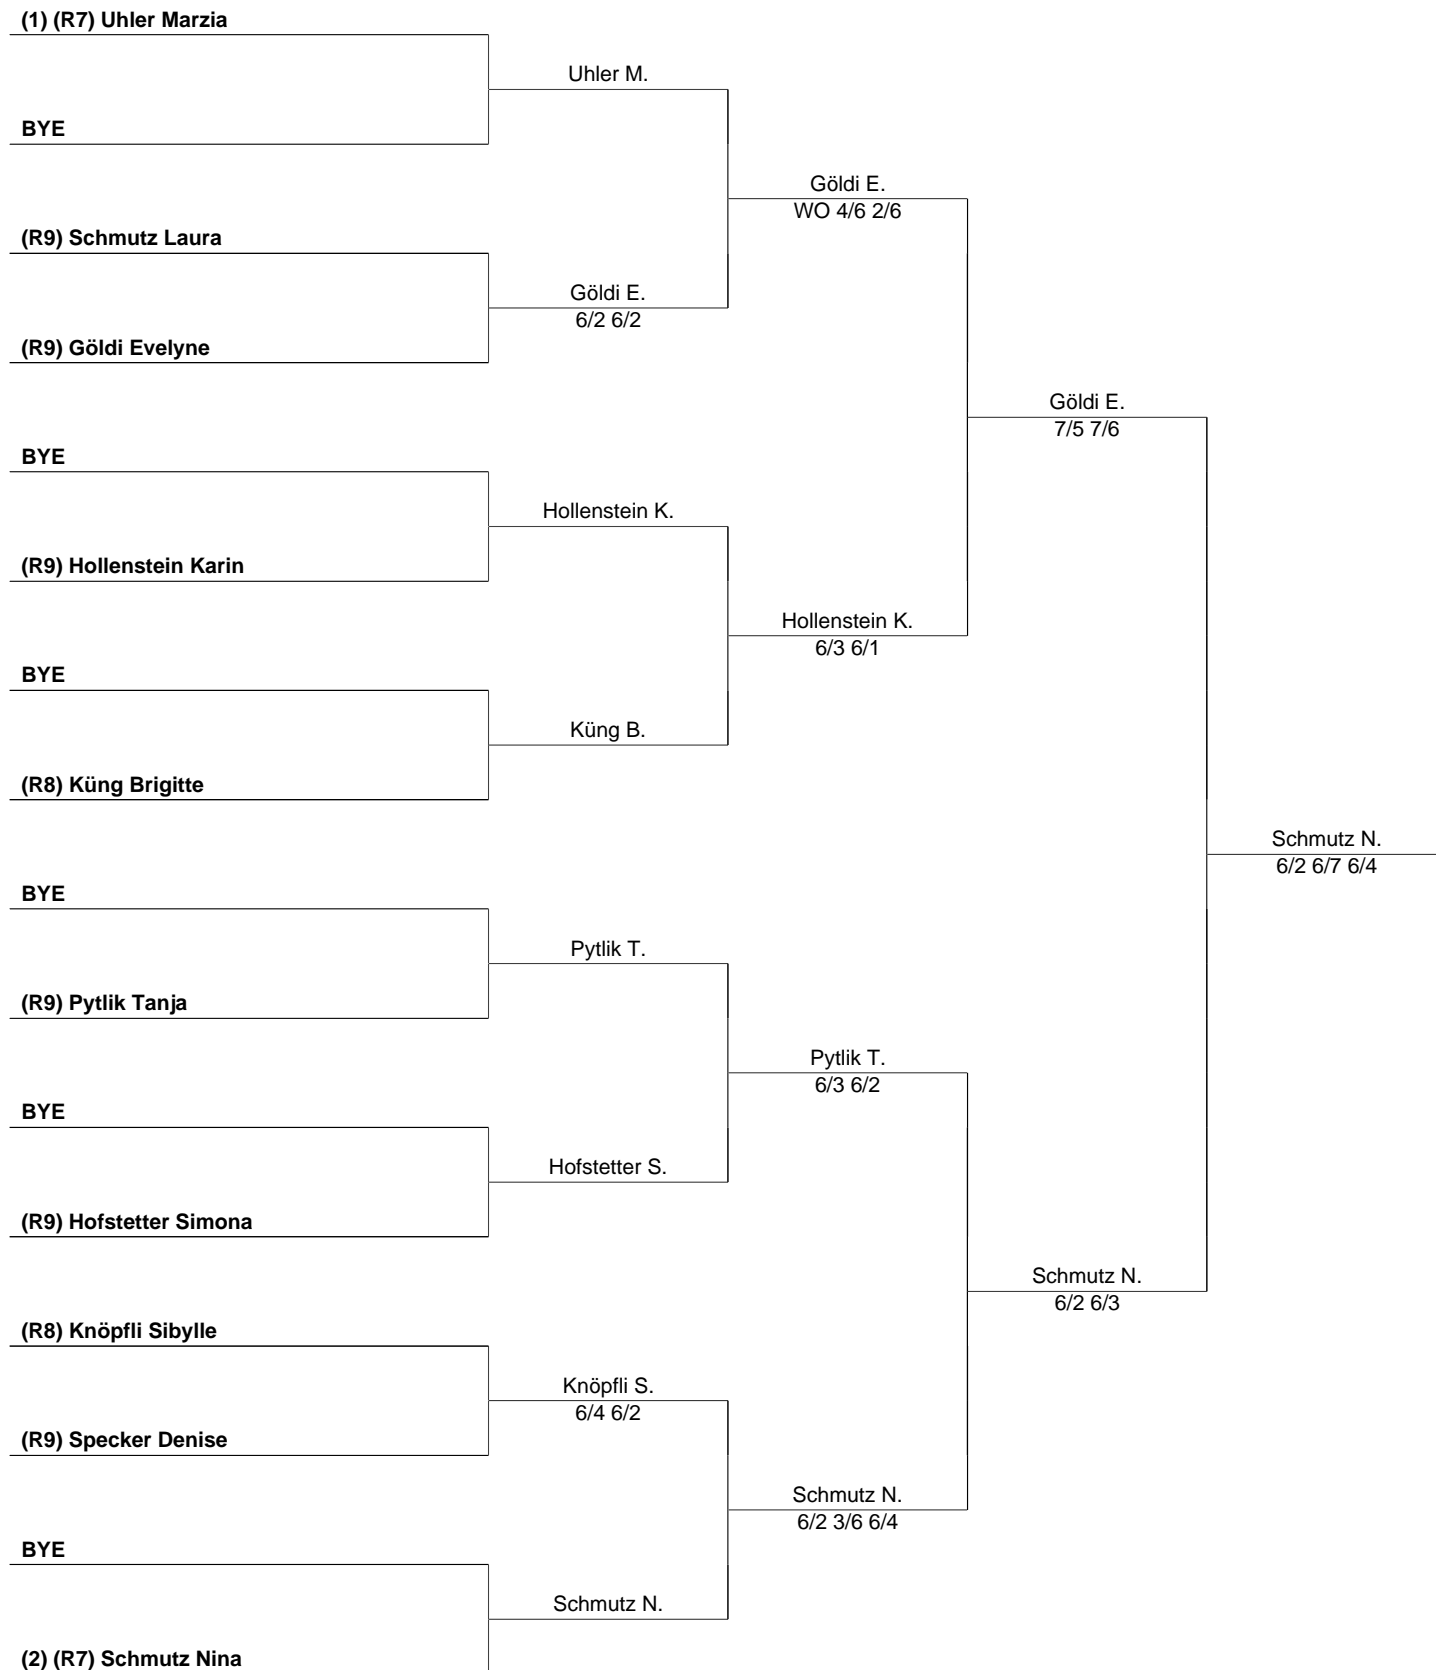 (1) (R7) Uhler Marzia
Uhler M.
BYE
Göldi E.
WO 4/6 2/6
(R9) Schmutz Laura
Göldi E.
6/2 6/2
(R9) Göldi Evelyne
Göldi E.
7/5 7/6
BYE
Hollenstein K.
(R9) Hollenstein Karin
Hollenstein K.
6/3 6/1
BYE
Küng B.
(R8) Küng Brigitte
Schmutz N.
6/2 6/7 6/4
BYE
Pytlik T.
(R9) Pytlik Tanja
Pytlik T.
6/3 6/2
BYE
Hofstetter S.
(R9) Hofstetter Simona
Schmutz N.
6/2 6/3
(R8) Knöpfli Sibylle
Knöpfli S.
6/4 6/2
(R9) Specker Denise
Schmutz N.
6/2 3/6 6/4
BYE
Schmutz N.
(2) (R7) Schmutz Nina